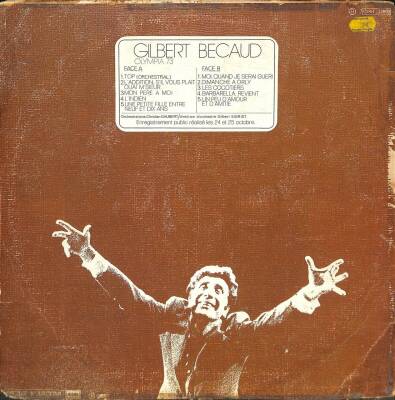 GILBERT BECAUD
OLYMPIA 73
FACE A
1. TOP (ORCHESTRAL)
2. L'ADDITION, S'IL VOUS PLAIT
OUAI M'SIEUR
3. MON PERE A MOI
4. L'INDIEN
5. UNE PETITE FILLE ENTRE
NEUF ET DIX ANS
FACE B
1. MOI, QUAND JE SERAI GUERI
2. DIMANCHE A ORLY
3. LES COCOTIERS
4. BARBARELLA, REVIENT
5. UN PEU D'AMOUR
ET D'AMITIE
Enregistrement public réalisé les 24 et 25 octobre.